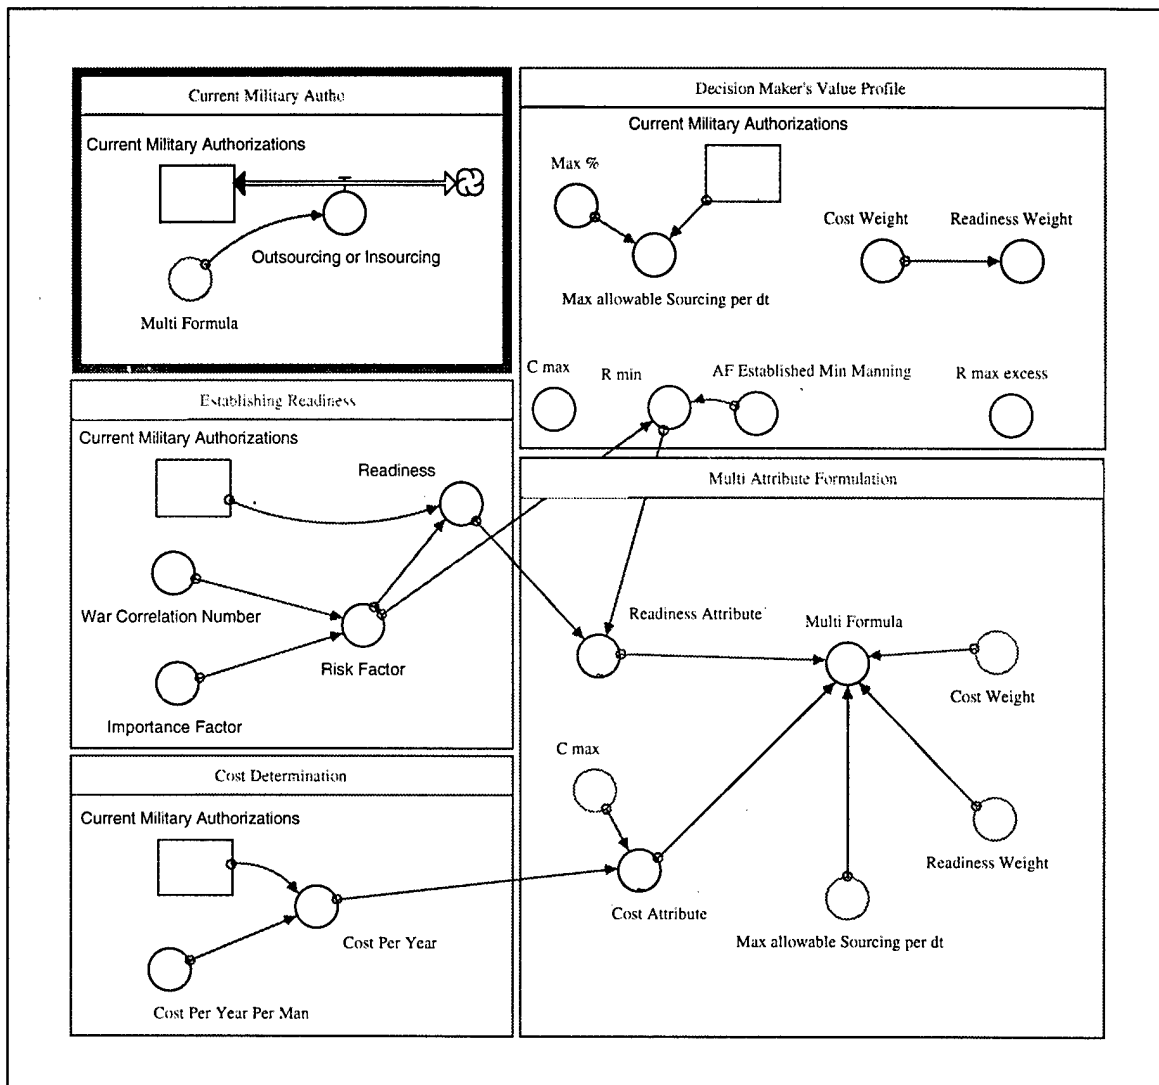 Current Military Autho
Current Military Authorizations
Outsourcing or Insourcing
Multi Formula
Decision Maker's Value Profile
Current Military Authorizations
Max %
Cost Weight
Readiness Weight
Max allowable Sourcing per dt
C max
R min
AF Established Min Manning
R max excess
Establishing Readiness
Current Military Authorizations
Readiness
War Correlation Number
Risk Factor
Importance Factor
Multi Attribute Formulation
Readiness Attribute
Multi Formula
Cost Weight
C max
Readiness Weight
Cost Attribute
Max allowable Sourcing per dt
Cost Determination
Current Military Authorizations
Cost Per Year
Cost Per Year Per Man